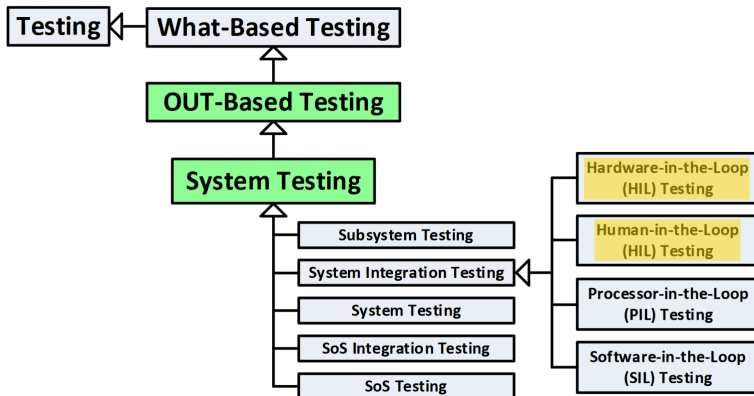 Testing
What-Based Testing
OUT-Based Testing
System Testing
Subsystem Testing
System Integration Testing
System Testing
SoS Integration Testing
SoS Testing
Hardware-in-the-Loop
(HIL) Testing
Human-in-the-Loop
(HIL) Testing
Processor-in-the-Loop
(PIL) Testing
Software-in-the-Loop
(SIL) Testing